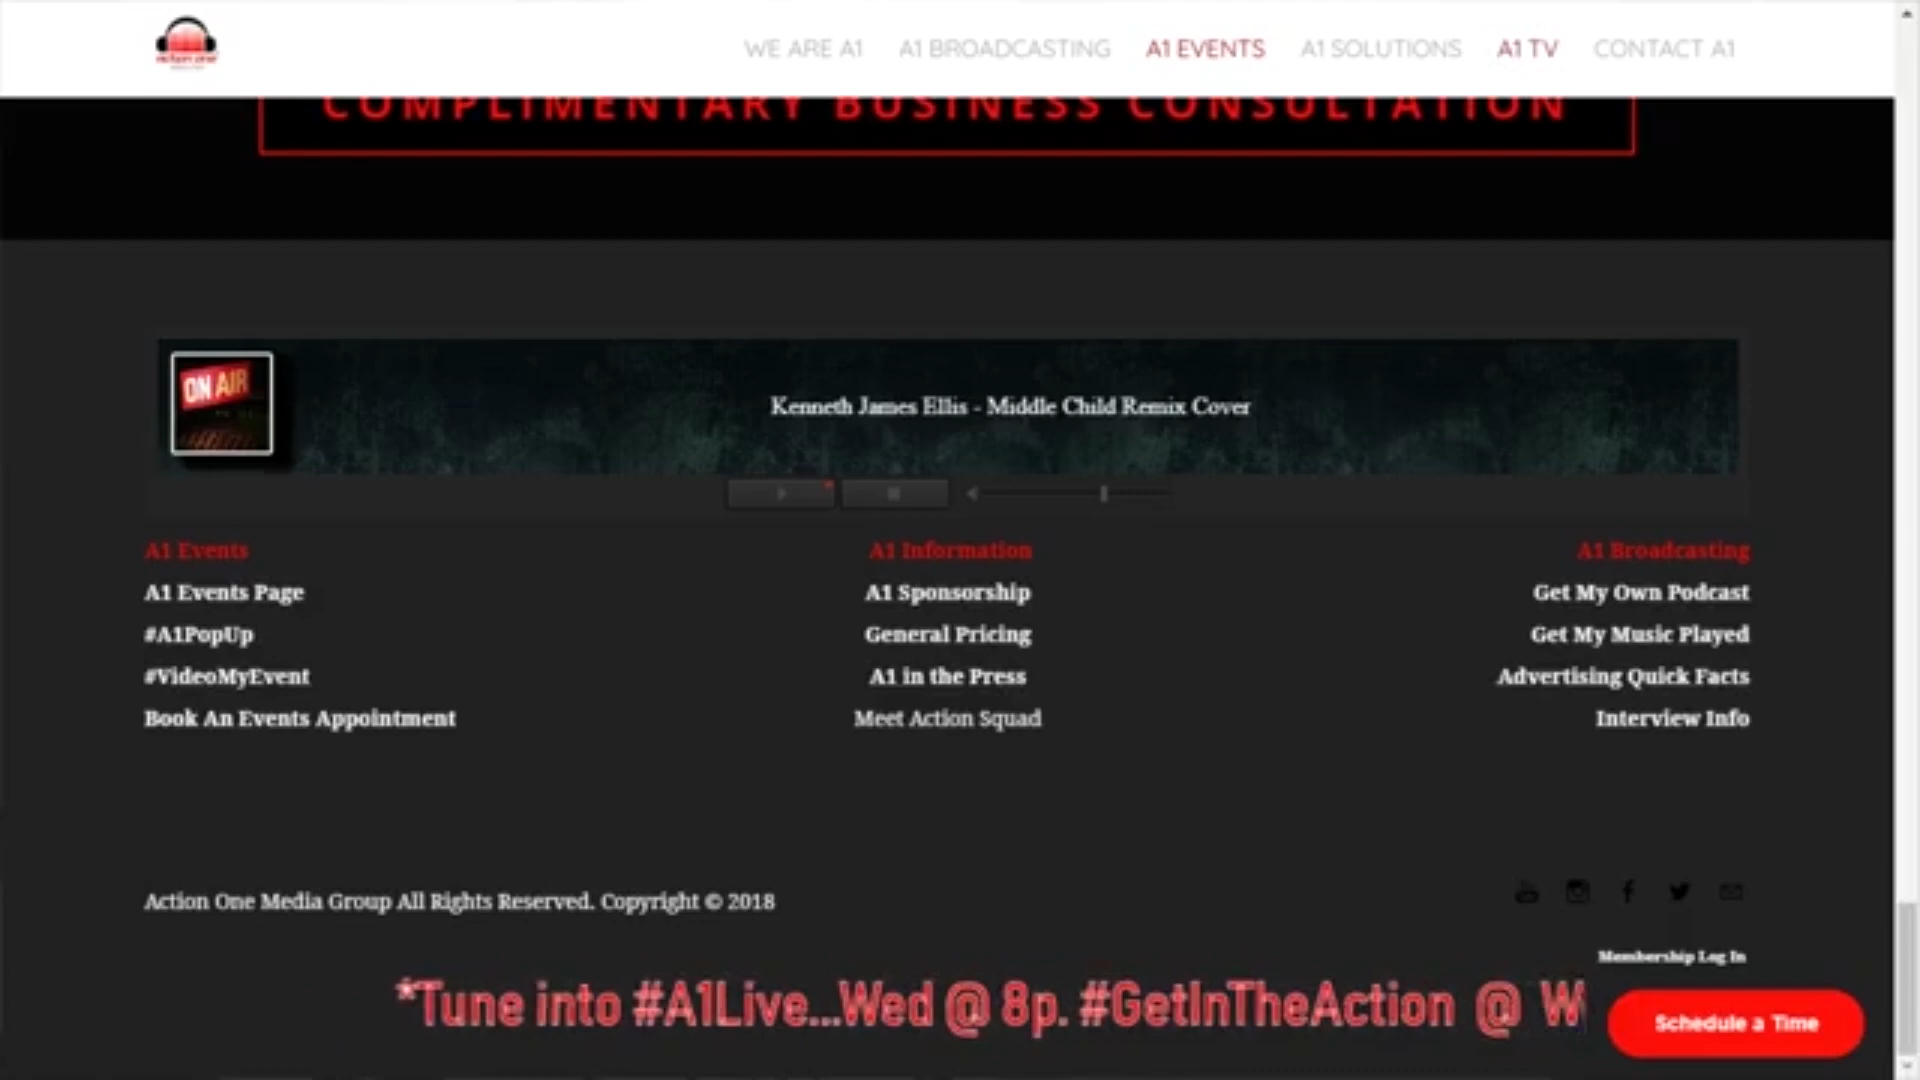 action one
WE ARE A1 A1 BROADCASTING A1 EVENTS A1 SOLUTIONS A1 TV CONTACT A1
COMPLIMENTARY BUSINESS CONSULTATION
ON AIR
Kenneth James Ellis - Middle Child Remix Cover
A1 Events
A1 Events Page
#A1PopUp
#VideoMyEvent
Book An Events Appointment
A1 Information
A1 Sponsorship
General Pricing
A1 in the Press
Meet Action Squad
A1 Broadcasting
Get My Own Podcast
Get My Music Played
Advertising Quick Facts
Interview Info
Action One Media Group All Rights Reserved. Copyright © 2018
Membership Log In
*Tune into #A1Live...Wed @ 8p. #GetInTheAction @ W
Schedule a Time